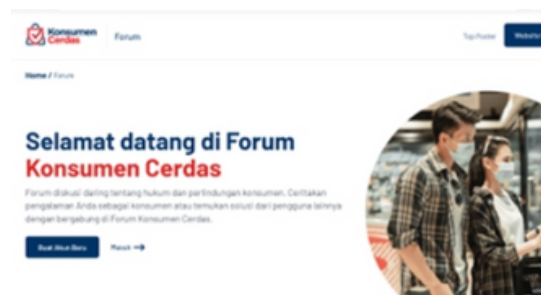 Konsumen
Cerdas
Forum
Top Poster
Website
Home / Forum
Selamat datang di Forum
Konsumen Cerdas
Forum diskusi daring tentang hukum dan perlindungan konsumen. Ceritakan
pengalaman Anda sebagai konsumen atau temukan solusi dari pengguna lainnya
dengan bergabung di Forum Konsumen Cerdas.
Buat Akun Baru
Masuk